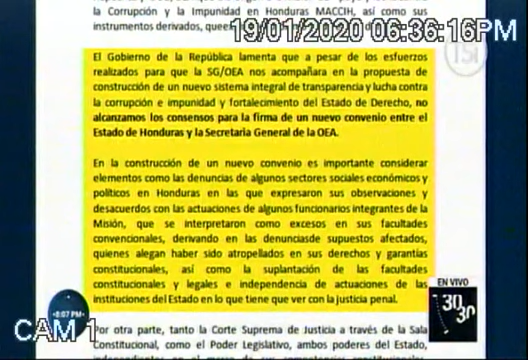 la Corrupción y la Impunidad en Honduras MACCIH, así como sus
instrumentos derivados,
19/01/2020 06:36:16PM
TSi
El Gobierno de la República lamenta que a pesar de los esfuerzos
realizados para que la SG/OEA nos acompañara en la propuesta de
construcción de un nuevo sistema integral de transparencia y lucha contra
la corrupción e impunidad y fortalecimiento del Estado de Derecho, no
alcanzamos los consensos para la firma de un nuevo convenio entre el
Estado de Honduras y la Secretaria General de la OEA.
En la construcción de un nuevo convenio es importante considerar
elementos como las denuncias de algunos sectores sociales económicos y
políticos en Honduras en las que expresaron sus observaciones y
desacuerdos con las actuaciones de algunos funcionarios integrantes de la
Misión, que se interpretaron como excesos en sus facultades
convencionales, derivando en las denunciasde supuestos afectados,
quienes alegan haber sido atropellados en sus derechos y garantías
constitucionales, así como la suplantación de las facultades
constitucionales y legales e independencia de actuaciones de las
instituciones del Estado en lo que tiene que ver con la justicia penal.
EN VIVO
30
30
8:07 PM
CAM 1
Por otra parte, tanto la Corte Suprema de Justicia a través de la Sala
Constitucional, como el Poder Legislativo, ambos poderes del Estado,